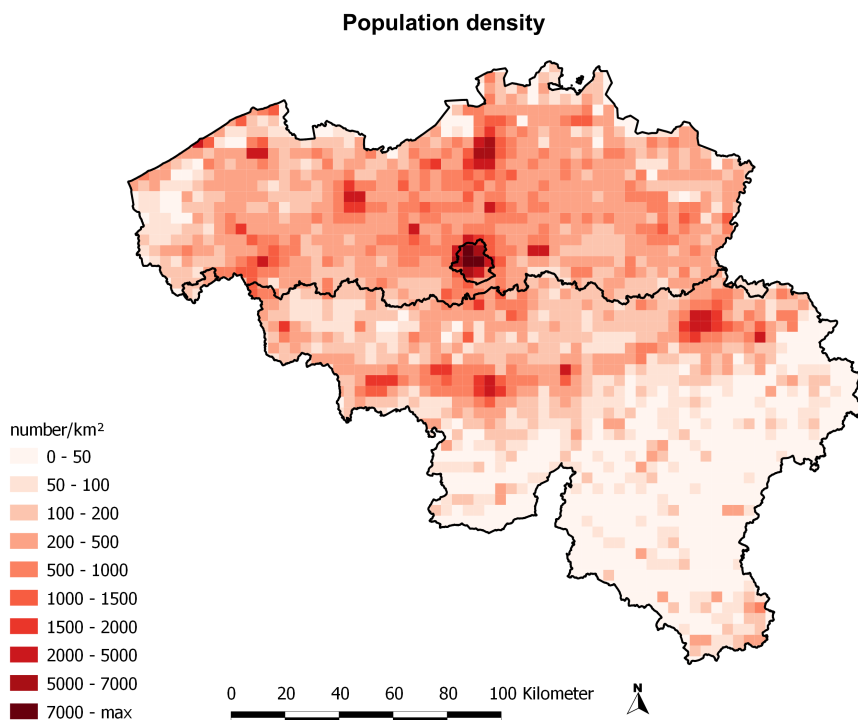 Population density
number/km²
0 - 50
50 - 100
100 - 200
200 - 500
500 - 1000
1000 - 1500
1500 - 2000
2000 - 5000
5000 - 7000
7000 - max
0 20 40 60 80 100 Kilometer
N